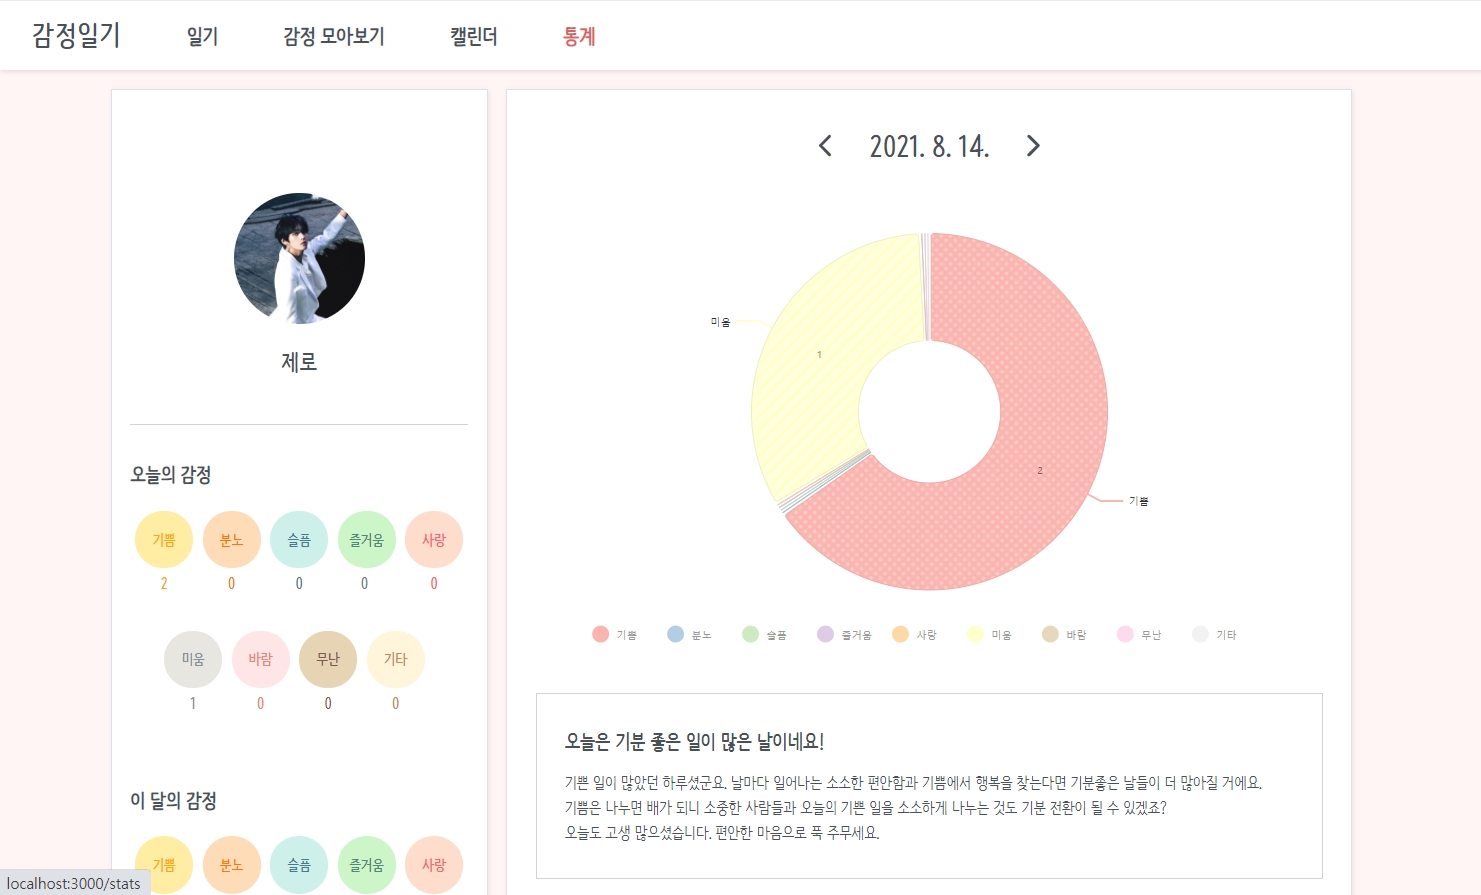 감정일기 일기 감정 모아보기 캘린더 통계
제로
오늘의 감정
기쁨 분노 슬픔 즐거움 사랑
2 0 0 0 0
미움 바람 무난 기타
1 0 0 0
이 달의 감정
기쁨 분노 슬픔 즐거움 사랑
2021. 8. 14.
미움
1
2
기쁨
기쁨 분노 슬픔 즐거움 사랑 미움 바람 무난 기타
오늘은 기분 좋은 일이 많은 날이네요!
기쁜 일이 많았던 하루셨군요. 날마다 일어나는 소소한 편안함과 기쁨에서 행복을 찾는다면 기분좋은 날들이 더 많아질 거에요.
기쁨은 나누면 배가 되니 소중한 사람들과 오늘의 기쁜 일을 소소하게 나누는 것도 기분 전환이 될 수 있겠죠?
오늘도 고생 많으셨습니다. 편안한 마음으로 푹 주무세요.
localhost:3000/stats